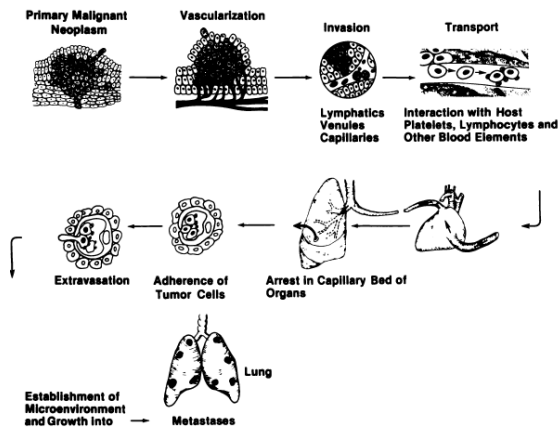 Primary Malignant
Neoplasm
Vascularization
Invasion
Transport
Lymphatics
Venules
Capillaries
Interaction with Host
Platelets, Lymphocytes and
Other Blood Elements
Extravasation
Adherence of
Tumor Cells
Arrest in Capillary Bed of
Organs
Lung
Establishment of
Microenvironment
and Growth into
Metastases